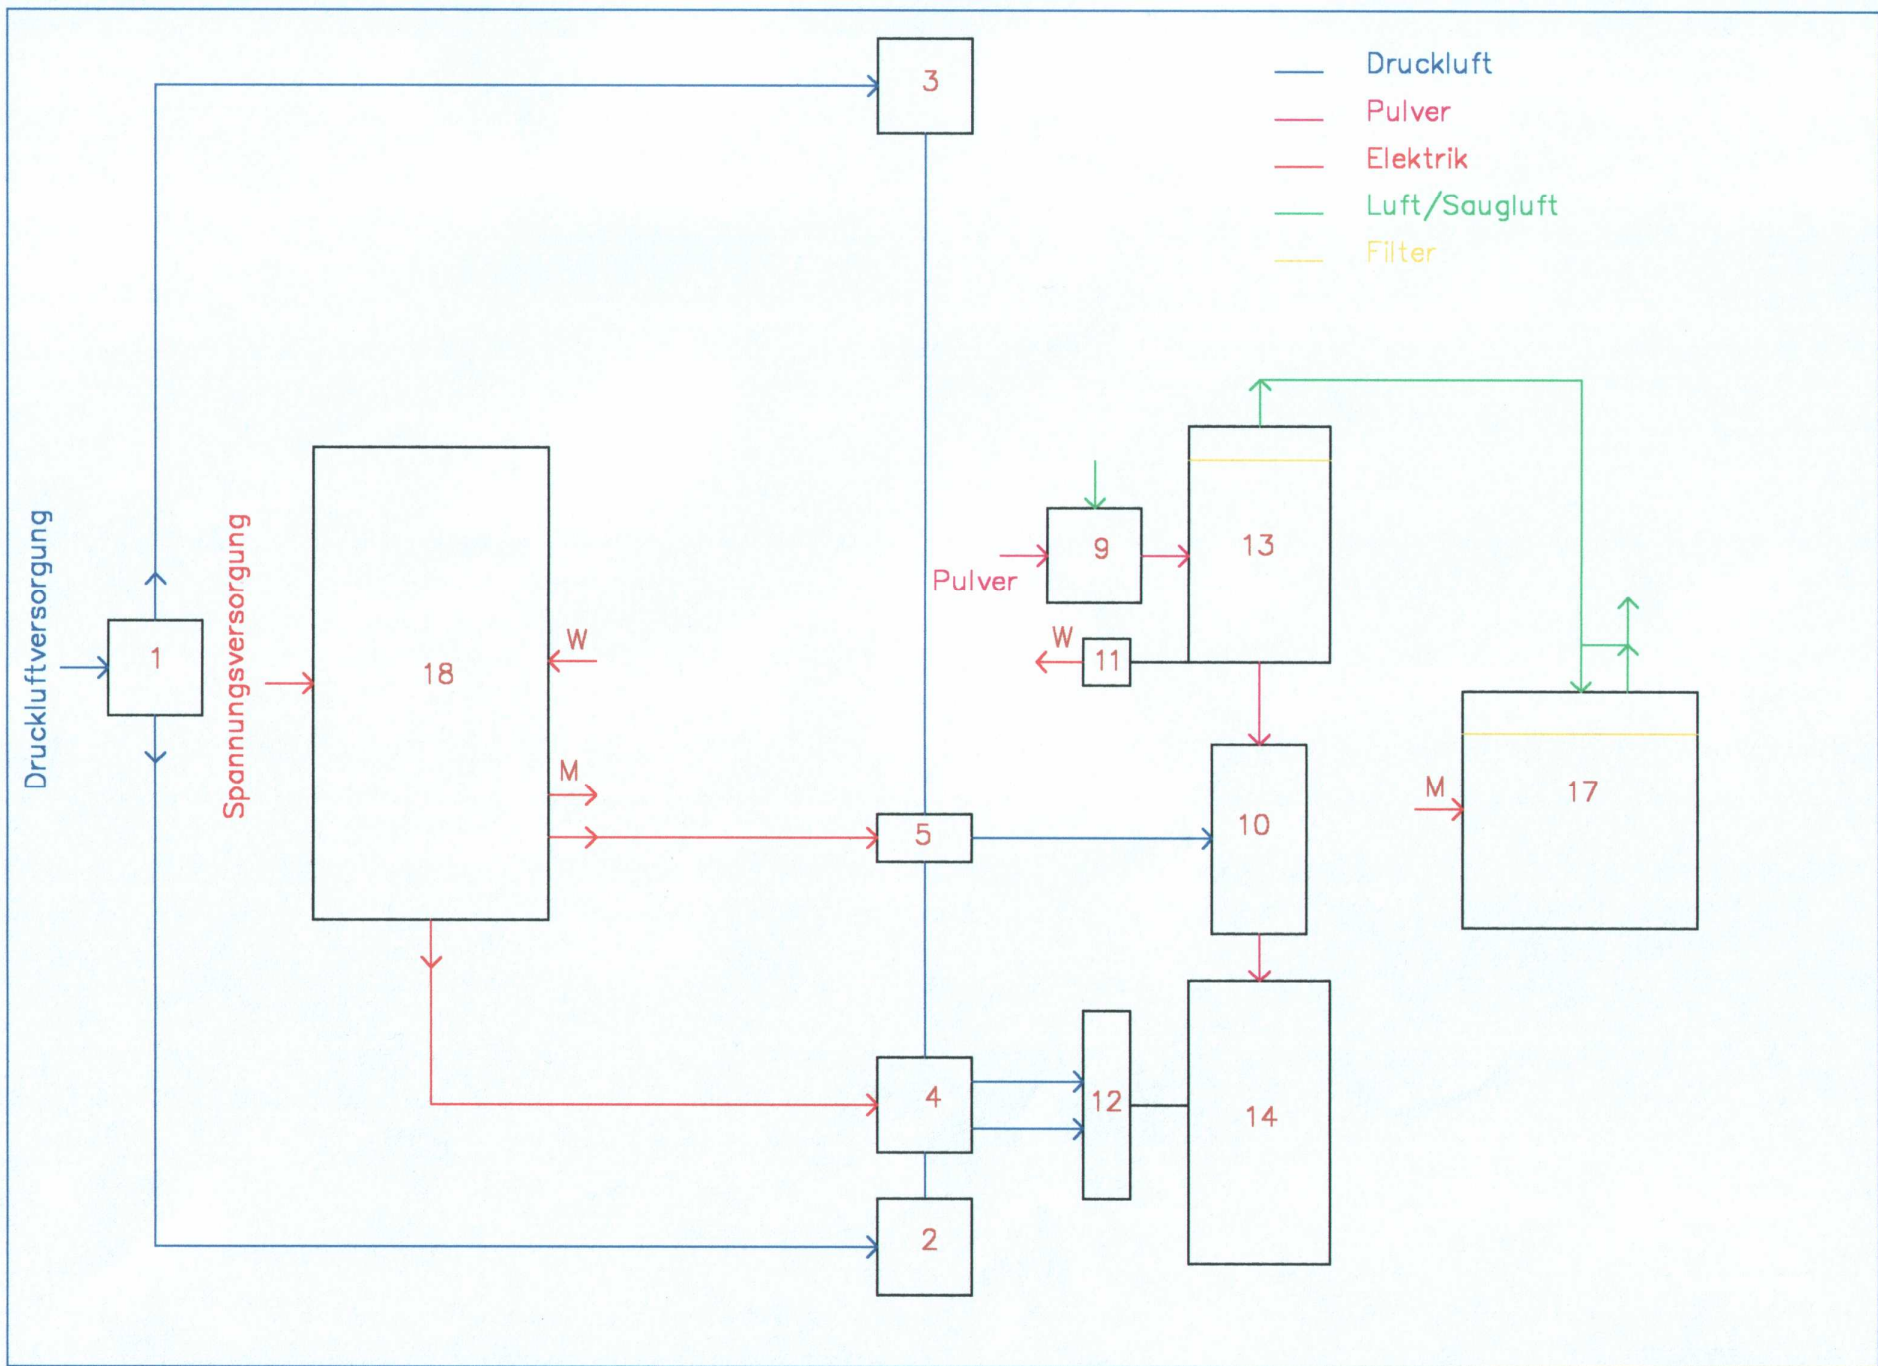 3
Druckluft
Pulver
Elektrik
Luft/Saugluft
Filter
Druckluftversorgung
Spannungsversorgung
1
18
W
M
5
9
Pulver
13
W
11
10
M
17
4
12
14
2